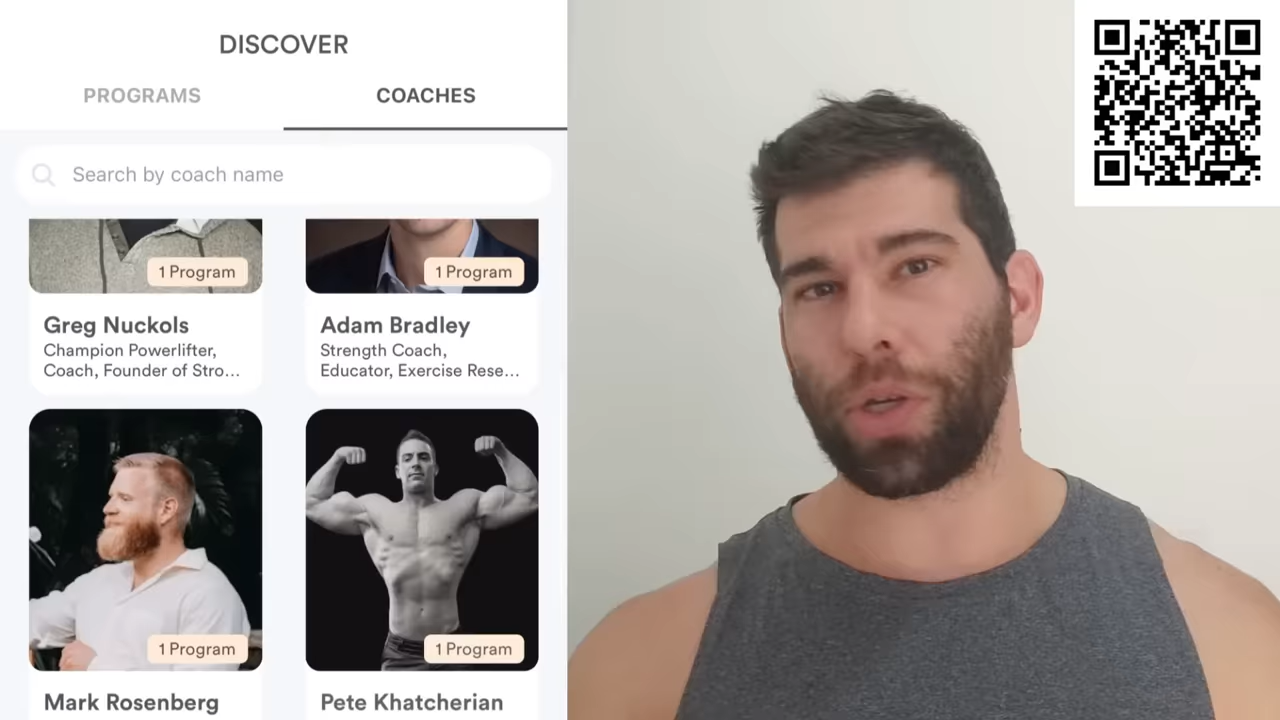 DISCOVER
PROGRAMS
COACHES
Search by coach name
1 Program
1 Program
Greg Nuckols
Champion Powerlifter,
Coach, Founder of Stro...
Adam Bradley
Strength Coach,
Educator, Exercise Rese...
1 Program
1 Program
Mark Rosenberg
Pete Khatcherian